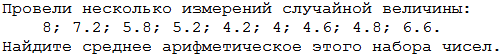 Провели несколько измерений случайной величины:
8; 7.2; 5.8; 5.2; 4.2; 4; 4.6; 4.8; 6.6.
Найдите среднее арифметическое этого набора чисел.